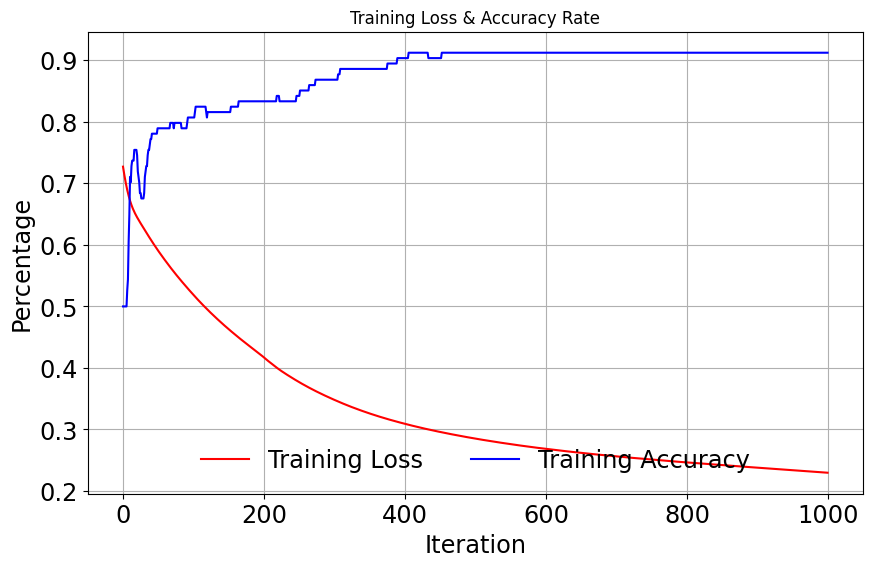 Training Loss & Accuracy Rate
Percentage
0.9
0.8
0.7
0.6
0.5
0.4
0.3
0.2
Training Loss
Training Accuracy
0
200
400
600
800
1000
Iteration